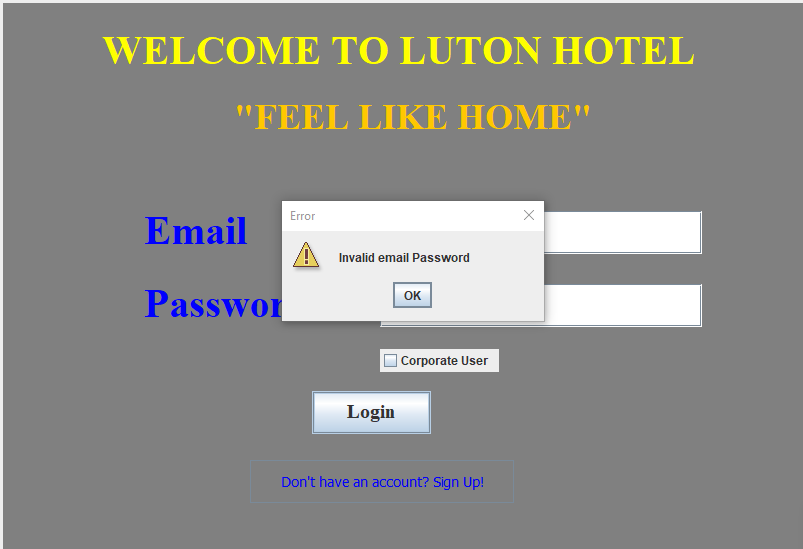 WELCOME TO LUTON HOTEL
"FEEL LIKE HOME"
Error
Email
Invalid email Password
OK
Passwor
Corporate User
Login
Don't have an account? Sign Up!